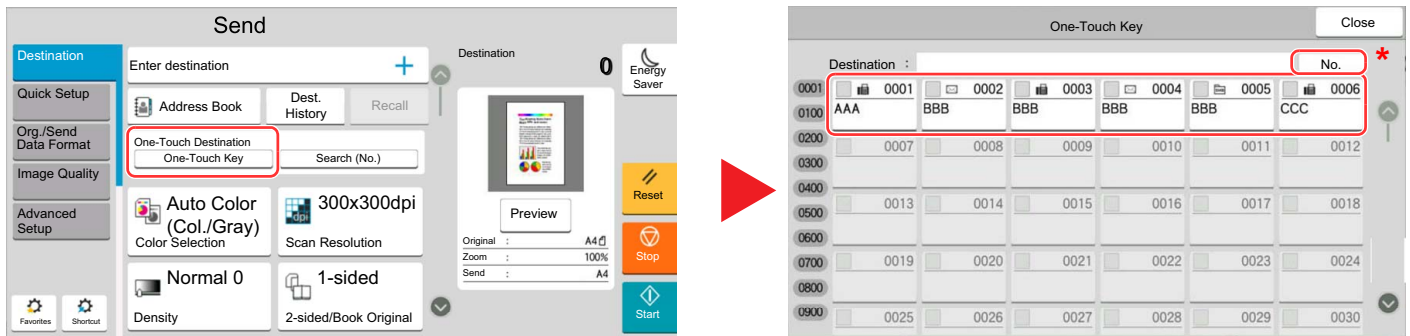 Send
Destination
Quick Setup
Org./Send
Data Format
Image Quality
Advanced
Setup
Favorites
Shortcut
Enter destination
+
Address Book
Dest.
History
Recall
One-Touch Destination
One-Touch Key
Search (No.)
Auto Color
(Col./Gray)
Color Selection
dpi
300x300dpi
Scan Resolution
Normal 0
Density
1-sided
2-sided/Book Original
Destination 0
Preview
Original : A4
Zoom : 100%
Send : A4
Energy
Saver
Reset
Stop
Start
One-Touch Key
Close
Destination :
No. *
0001
0100
0200
0300
0400
0500
0600
0700
0800
0900
0001 0002 0003 0004 0005 0006
AAA BBB BBB BBB BBB CCC
0007 0008 0009 0010 0011 0012
0013 0014 0015 0016 0017 0018
0019 0020 0021 0022 0023 0024
0025 0026 0027 0028 0029 0030